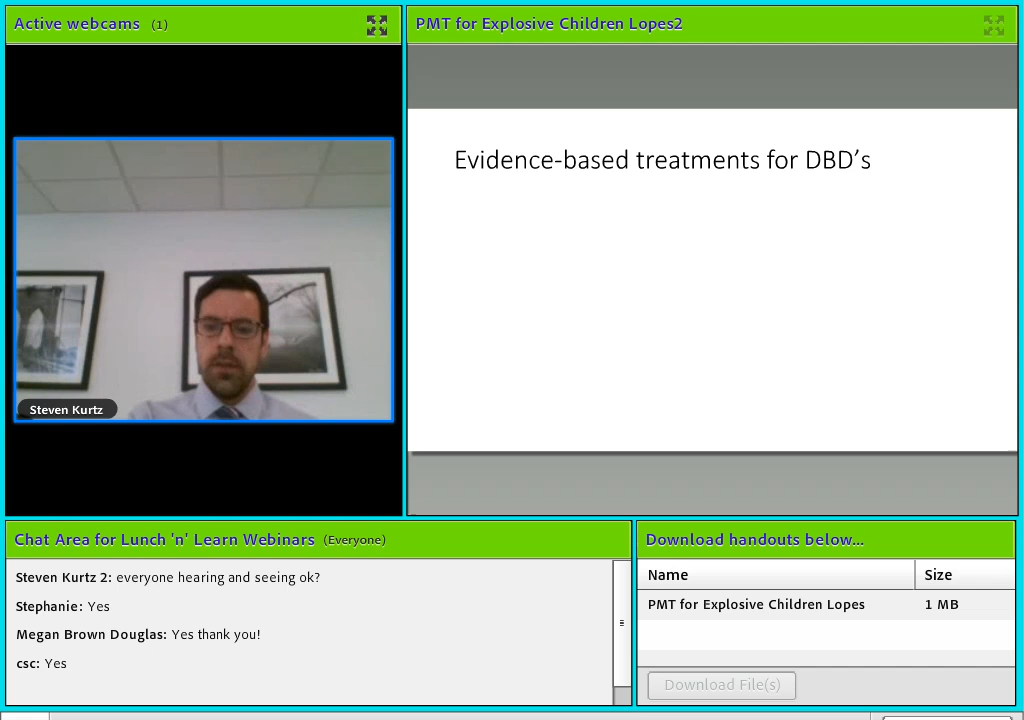 Active webcams (1)
PMT for Explosive Children Lopes2
Evidence-based treatments for DBD’s
Steven Kurtz
Chat Area for Lunch 'n' Learn Webinars (Everyone)
Steven Kurtz 2: everyone hearing and seeing ok?
Stephanie: Yes
Megan Brown Douglas: Yes thank you!
csc: Yes
Download handouts below...
Name Size
PMT for Explosive Children Lopes 1 MB
Download File(s)